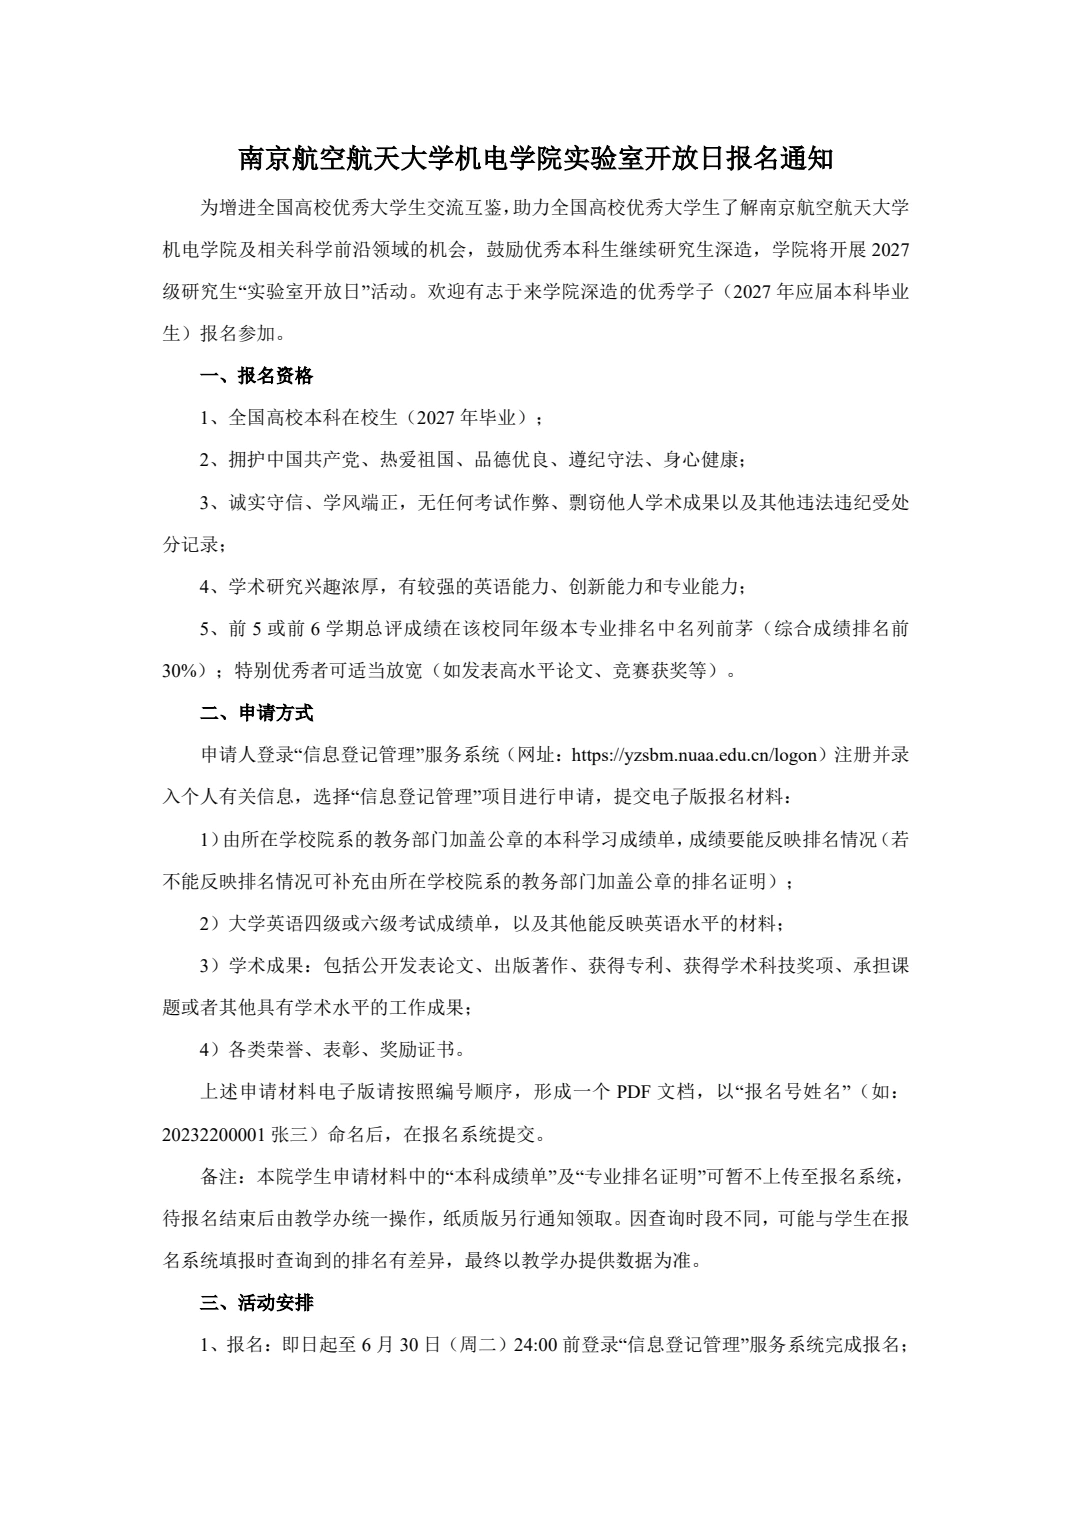 南京航空航天大学机电学院实验室开放日报名通知
为增进全国高校优秀大学生交流互鉴，助力全国高校优秀大学生了解南京航空航天大学
机电学院及相关科学前沿领域的机会，鼓励优秀本科生继续研究生深造，学院将开展 2027
级研究生“实验室开放日”活动。欢迎有志于来学院深造的优秀学子（2027 年应届本科毕业
生）报名参加。
一、报名资格
1、全国高校本科在校生（2027 年毕业）；
2、拥护中国共产党、热爱祖国、品德优良、遵纪守法、身心健康；
3、诚实守信、学风端正，无任何考试作弊、剽窃他人学术成果以及其他违法违纪受处
分记录；
4、学术研究兴趣浓厚，有较强的英语能力、创新能力和专业能力；
5、前 5 或前 6 学期总评成绩在该校同年级本专业排名中名列前茅（综合成绩排名前
30%）；特别优秀者可适当放宽（如发表高水平论文、竞赛获奖等）。
二、申请方式
申请人登录“信息登记管理”服务系统（网址：https://yzsbm.nuaa.edu.cn/logon）注册并录
入个人有关信息，选择“信息登记管理”项目进行申请，提交电子版报名材料：
1）由所在学校院系的教务部门加盖公章的本科学习成绩单，成绩要能反映排名情况（若
不能反映排名情况可补充由所在学校院系的教务部门加盖公章的排名证明）；
2）大学英语四级或六级考试成绩单，以及其他能反映英语水平的材料；
3）学术成果：包括公开发表论文、出版著作、获得专利、获得学术科技奖项、承担课
题或者其他具有学术水平的工作成果；
4）各类荣誉、表彰、奖励证书。
上述申请材料电子版请按照编号顺序，形成一个 PDF 文档，以“报名号姓名”（如：
20232200001 张三）命名后，在报名系统提交。
备注：本院学生申请材料中的“本科成绩单”及“专业排名证明”可暂不上传至报名系统，
待报名结束后由教学办统一操作，纸质版另行通知领取。因查询时段不同，可能与学生在报
名系统填报时查询到的排名有差异，最终以教学办提供数据为准。
三、活动安排
1、报名：即日起至 6 月 30 日（周二）24:00 前登录“信息登记管理”服务系统完成报名；